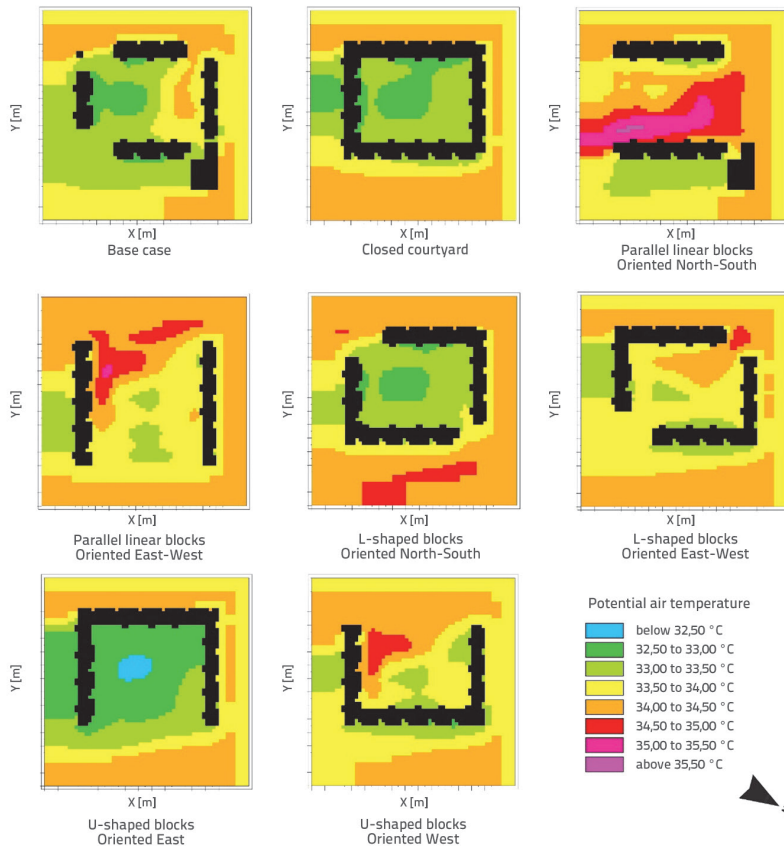 Y [m]
X [m]
Base case
Y [m]
X [m]
Closed courtyard
Y [m]
X [m]
Parallel linear blocks
Oriented North-South
Y [m]
X [m]
Parallel linear blocks
Oriented East-West
Y [m]
X [m]
L-shaped blocks
Oriented North-South
Y [m]
X [m]
L-shaped blocks
Oriented East-West
Y [m]
X [m]
U-shaped blocks
Oriented East
Y [m]
X [m]
U-shaped blocks
Oriented West
Potential air temperature
below 32,50 °C
32,50 to 33,00 °C
33,00 to 33,50 °C
33,50 to 34,00 °C
34,00 to 34,50 °C
34,50 to 35,00 °C
35,00 to 35,50 °C
above 35,50 °C